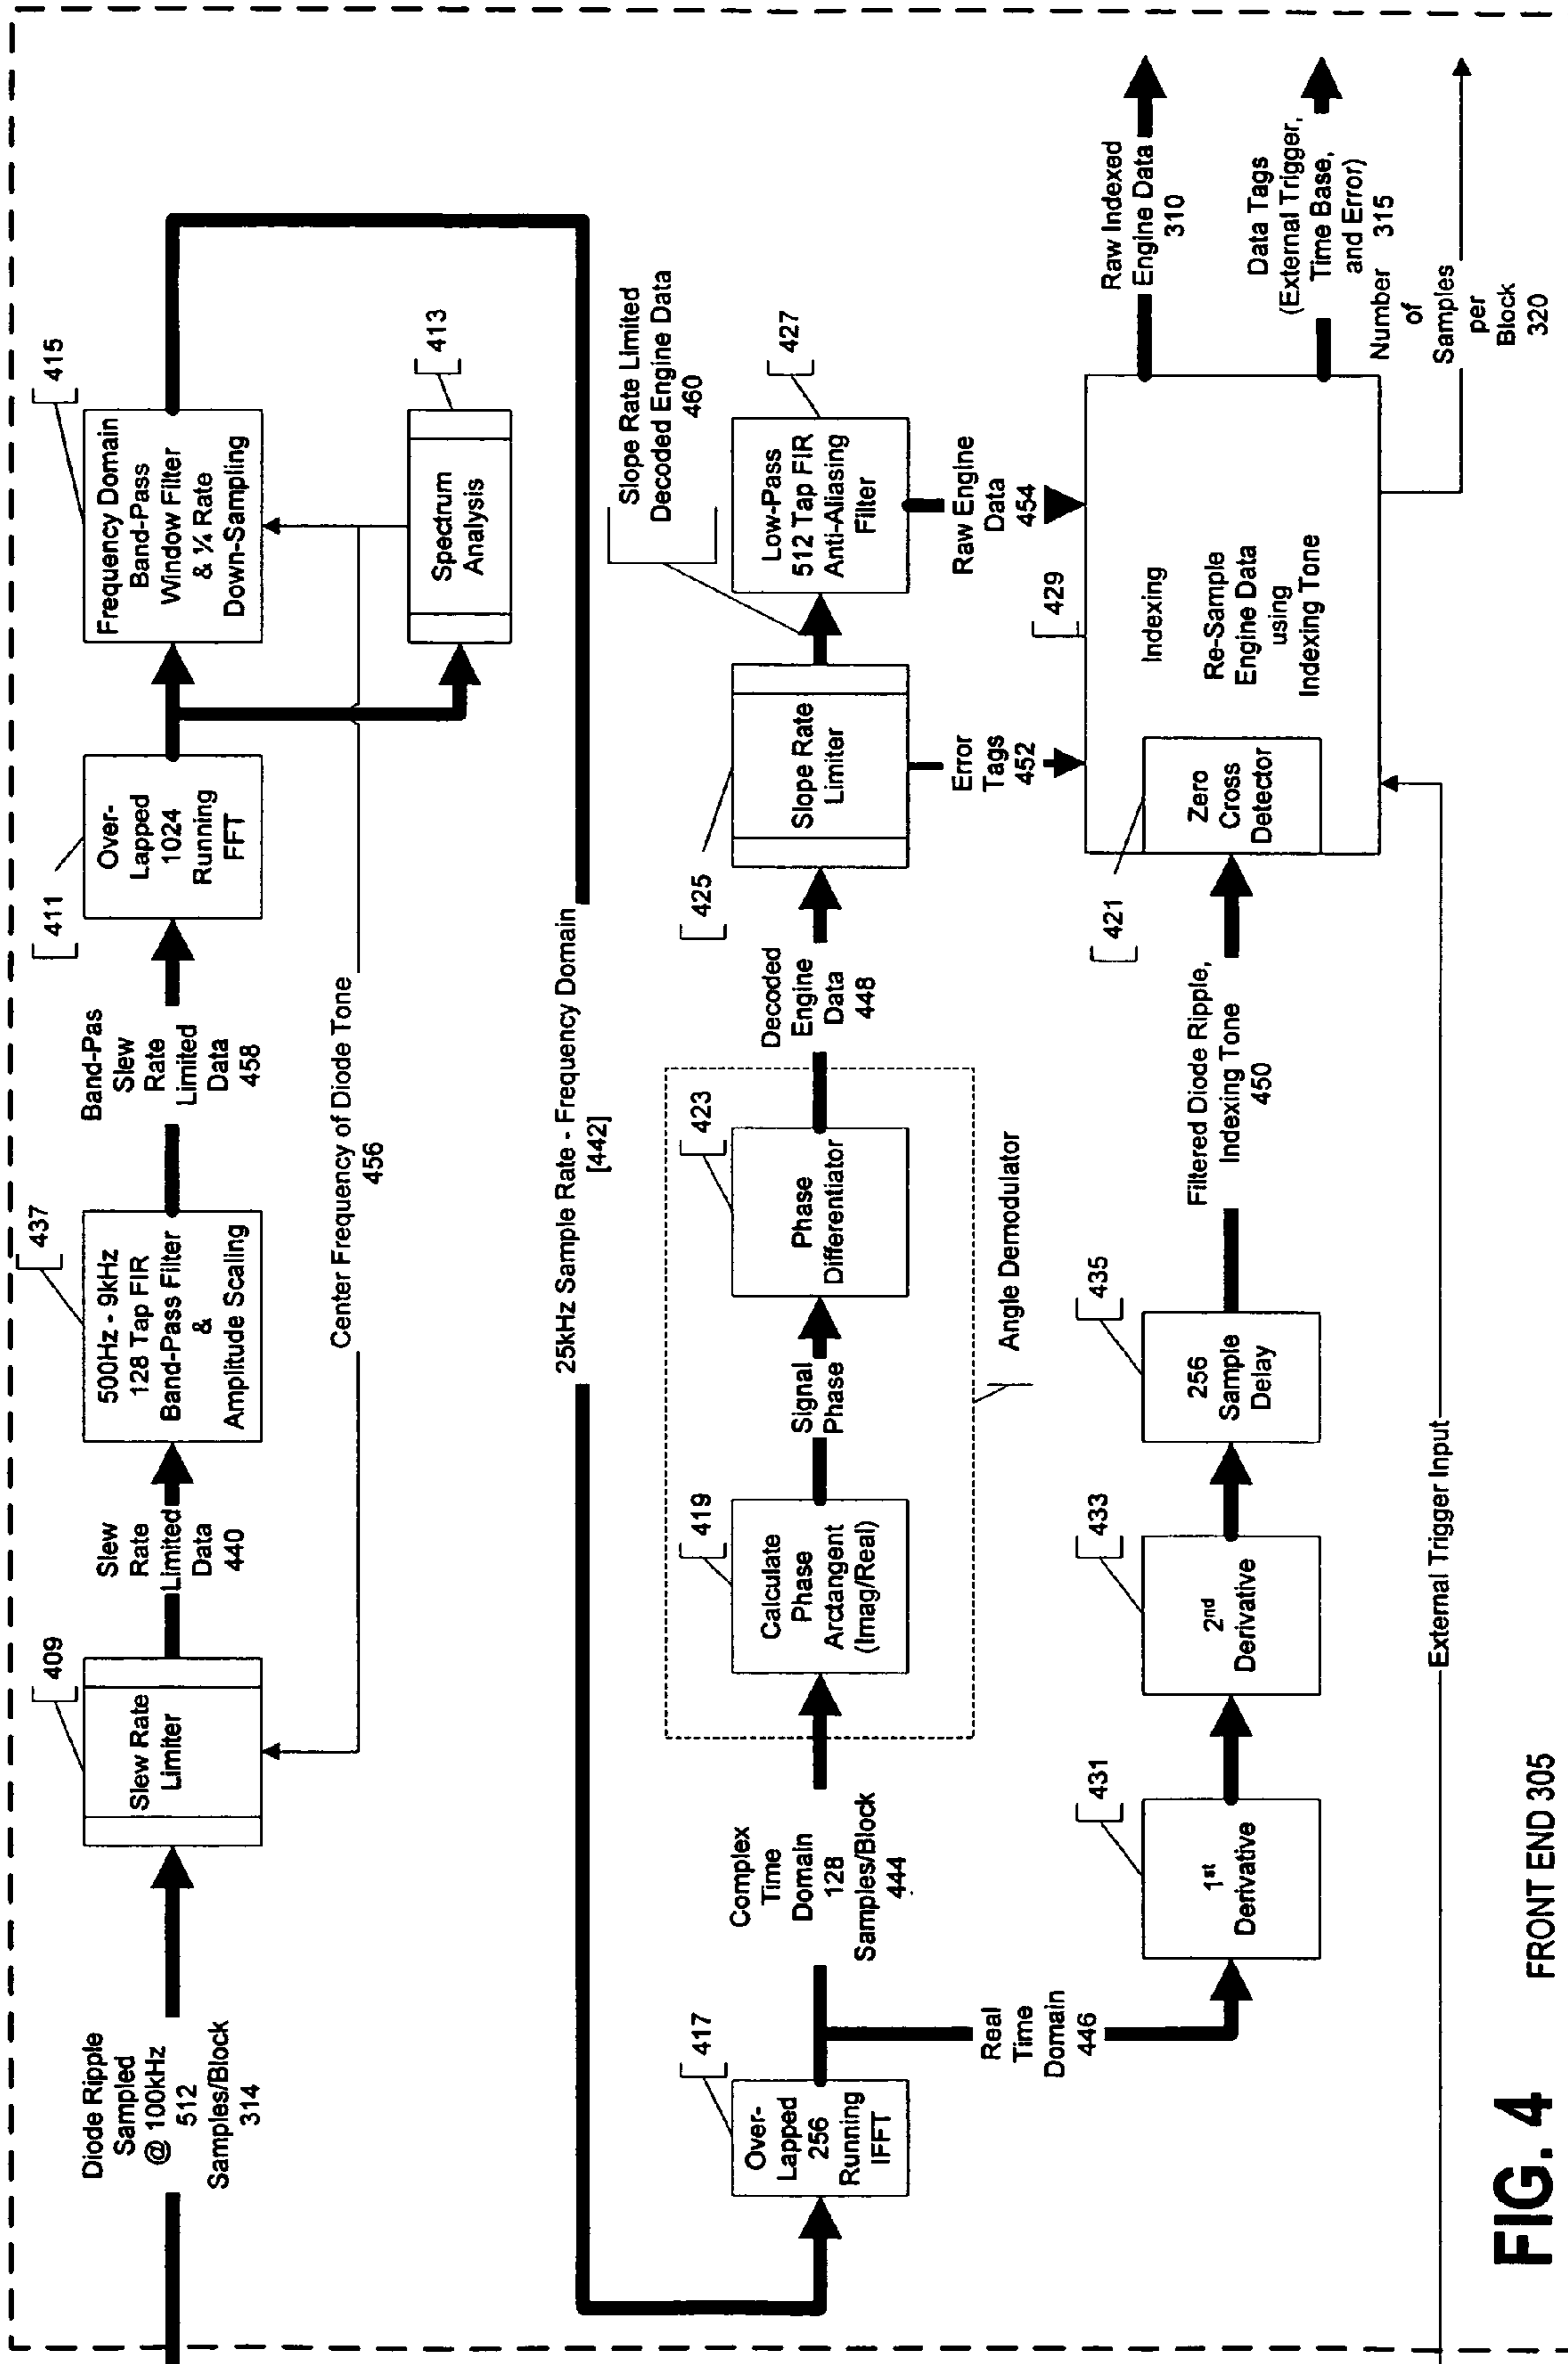 Diode Ripple
Sampled
@ 100kHz
512
Samples/Block
314
409
Slew Rate
Limiter
Slew
Rate
Limited
Data
440
437
500Hz - 9kHz
128 Tap FIR
Band-Pass Filter
&
Amplitude Scaling
Band-Pas
Slew
Rate
Limited
Data
458
411
Over-
Lapped
1024
Running
FFT
415
Frequency Domain
Band-Pass
Window Filter
& ¼ Rate
Down-Sampling
413
Spectrum
Analysis
Center Frequency of Diode Tone
456
25kHz Sample Rate - Frequency Domain
[442]
417
Over-
Lapped
256
Running
IFFT
Complex
Time
Domain
128
Samples/Block
444
419
Calculate
Phase
Arctangent
(Imag/Real)
Signal
Phase
423
Phase
Differentiator
Angle Demodulator
Decoded
Engine
Data
448
425
Slope Rate
Limiter
Slope Rate Limited
Decoded Engine Data
460
427
Low-Pass
512 Tap FIR
Anti-Aliasing
Filter
Error
Tags
452
Raw Engine
Data
454
Real
Time
Domain
446
431
1st
Derivative
433
2nd
Derivative
435
256
Sample
Delay
Filtered Diode Ripple,
Indexing Tone
450
421
Zero
Cross
Detector
429
Indexing
Re-Sample
Engine Data
using
Indexing Tone
Raw Indexed
Engine Data
310
Data Tags
(External Trigger,
Time Base,
and Error)
315
Number
of
Samples
per
Block
320
External Trigger Input
FIG. 4
FRONT END 305